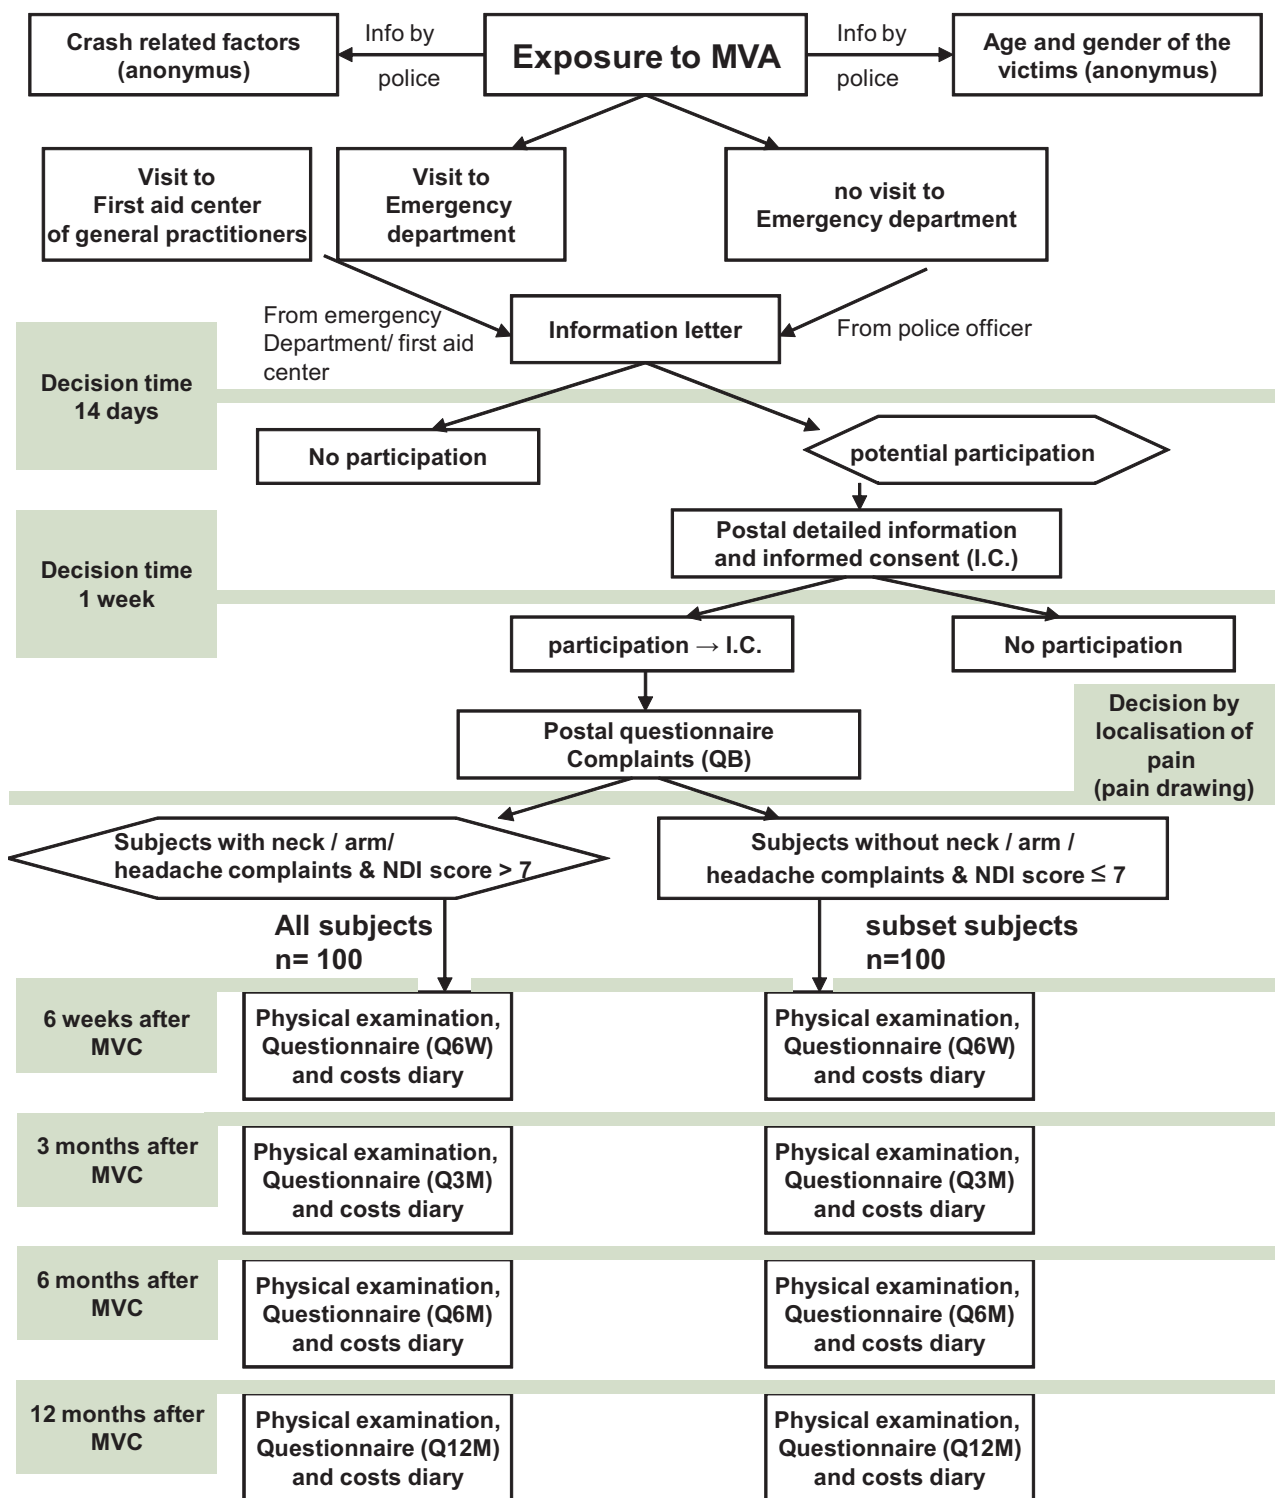 Crash related factors
(anonymus)
Info by
police
Exposure to MVA
Info by
police
Age and gender of the
victims (anonymus)
Visit to
First aid center
of general practitioners
Visit to
Emergency
department
no visit to
Emergency department
From emergency
Department/ first aid
center
Information letter
From police officer
Decision time
14 days
No participation
potential participation
Postal detailed information
and informed consent (I.C.)
Decision time
1 week
participation → I.C.
No participation
Postal questionnaire
Complaints (QB)
Decision by
localisation of
pain
(pain drawing)
Subjects with neck / arm/
headache complaints & NDI score > 7
Subjects without neck / arm /
headache complaints & NDI score ≤ 7
All subjects
n= 100
subset subjects
n=100
6 weeks after
MVC
Physical examination,
Questionnaire (Q6W)
and costs diary
Physical examination,
Questionnaire (Q6W)
and costs diary
3 months after
MVC
Physical examination,
Questionnaire (Q3M)
and costs diary
Physical examination,
Questionnaire (Q3M)
and costs diary
6 months after
MVC
Physical examination,
Questionnaire (Q6M)
and costs diary
Physical examination,
Questionnaire (Q6M)
and costs diary
12 months after
MVC
Physical examination,
Questionnaire (Q12M)
and costs diary
Physical examination,
Questionnaire (Q12M)
and costs diary